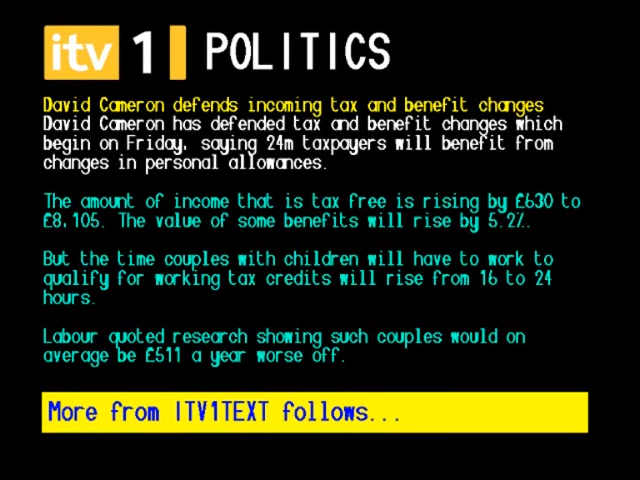 itv 1 POLITICS
David Cameron defends incoming tax and benefit changes
David Cameron has defended tax and benefit changes which
begin on Friday, saying 24m taxpayers will benefit from
changes in personal allowances.
The amount of income that is tax free is rising by £630 to
£8,105. The value of some benefits will rise by 5.2%.
But the time couples with children will have to work to
qualify for working tax credits will rise from 16 to 24
hours.
Labour quoted research showing such couples would on
average be £511 a year worse off.
More from ITV1TEXT follows...